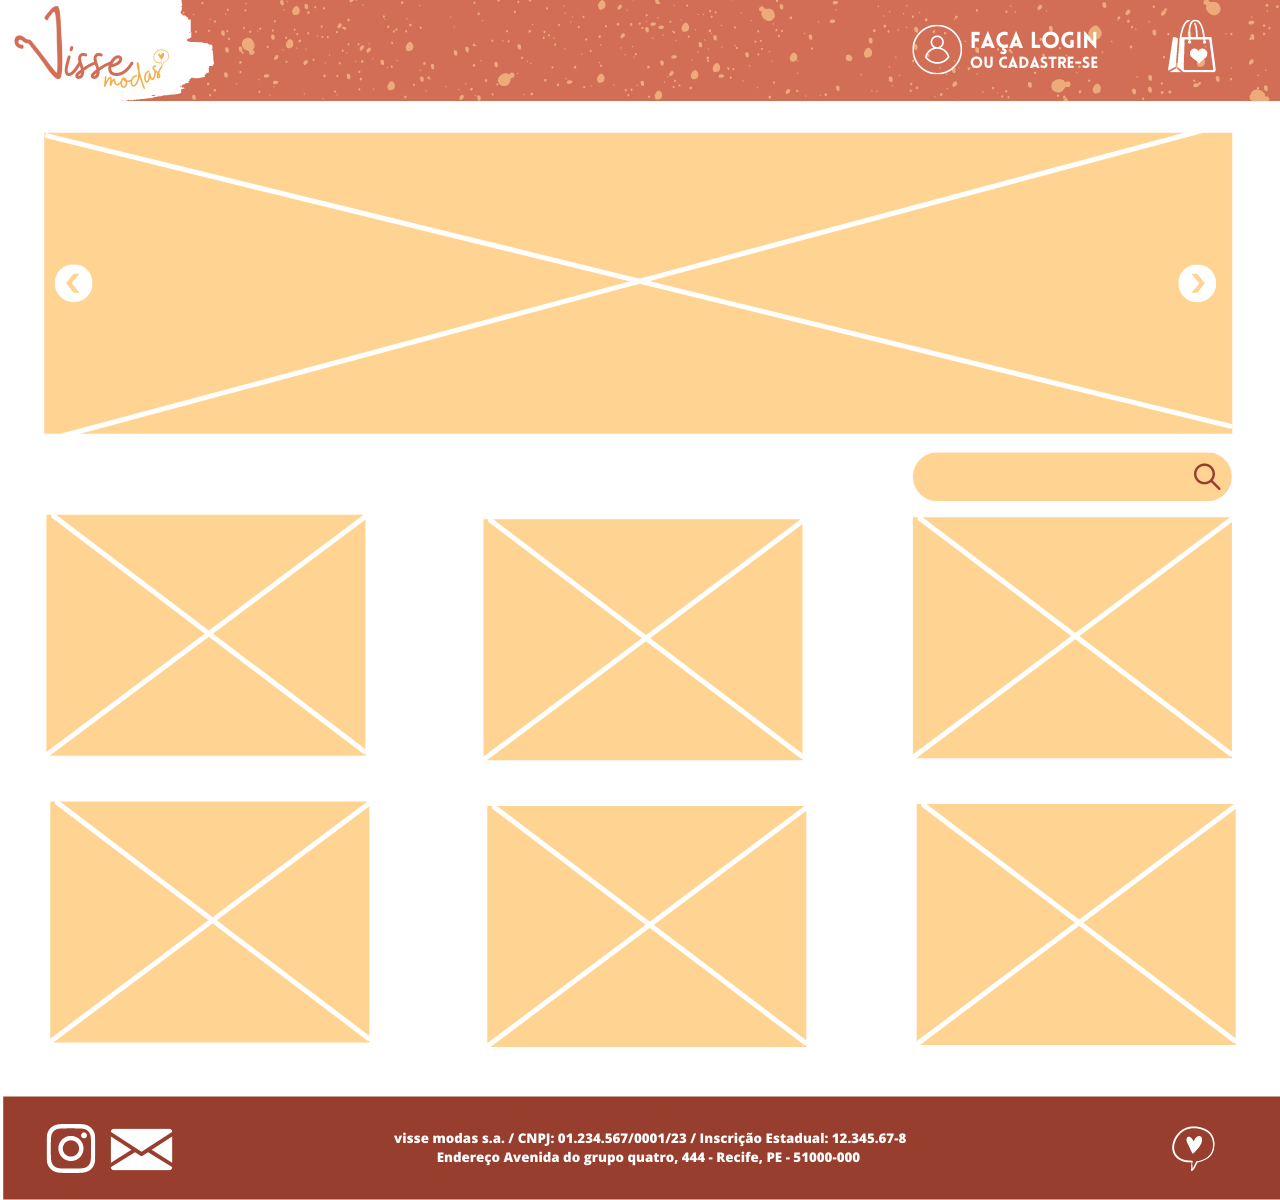 Visse
modas
FAÇA LOGIN
OU CADASTRE-SE
visse modas s.a. / CNPJ: 01.234.567/0001/23 / Inscrição Estadual: 12.345.67-8
Endereço Avenida do grupo quatro, 444 - Recife, PE - 51000-000